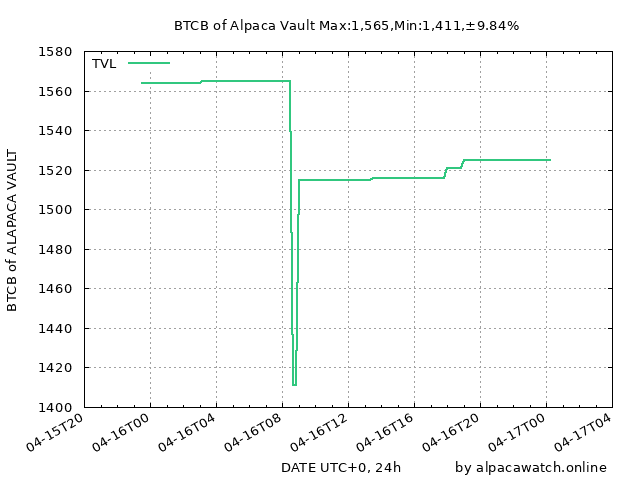 BTCB of Alpaca Vault Max:1,565,Min:1,411,±9.84%
TVL
1580
1560
1540
1520
1500
1480
1460
1440
1420
1400
BTCB of ALAPACA VAULT
04-15T20
04-16T00
04-16T04
04-16T08
04-16T12
04-16T16
04-16T20
04-17T00
04-17T04
DATE UTC+0, 24h
by alpacawatch.online